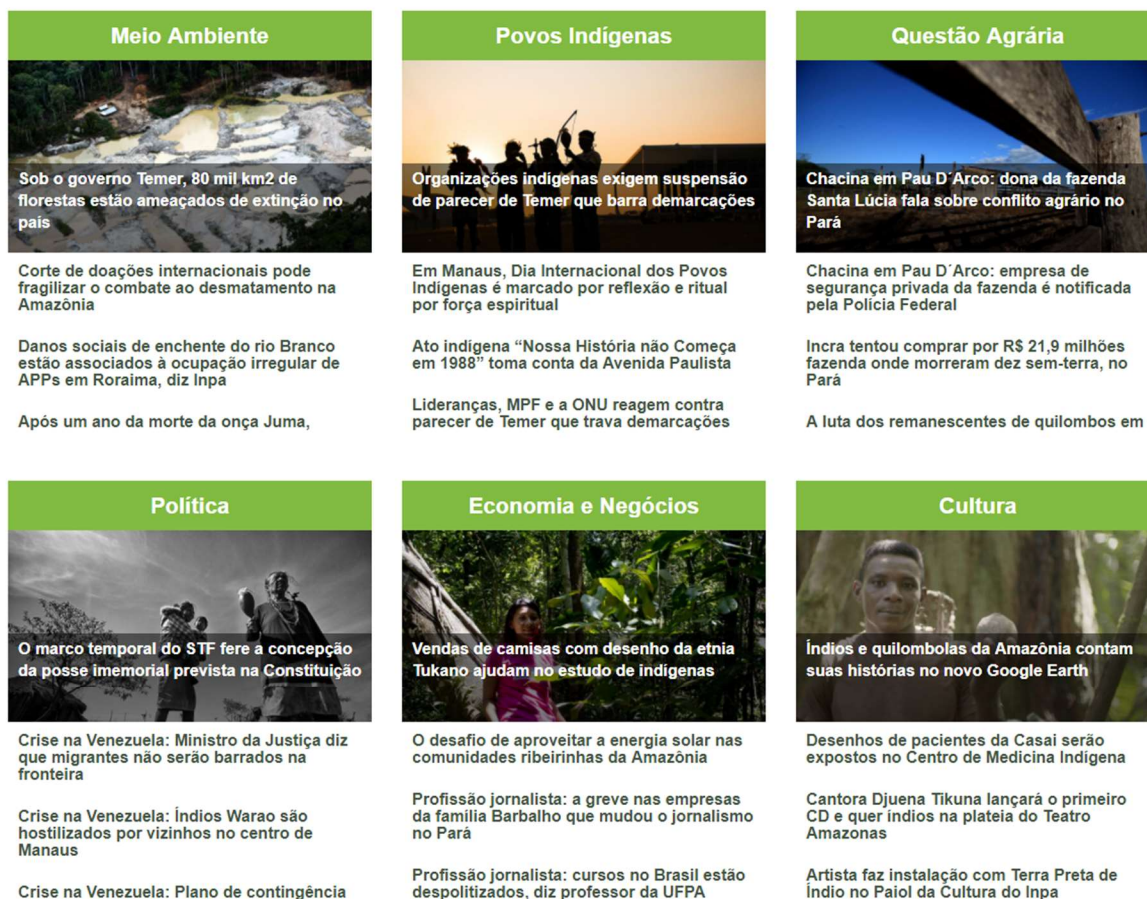 Meio Ambiente
Sob o governo Temer, 80 mil km2 de
florestas estão ameaçados de extinção no
país
Corte de doações internacionais pode
fragilizar o combate ao desmatamento na
Amazônia
Danos sociais de enchente do rio Branco
estão associados à ocupação irregular de
APPs em Roraima, diz Inpa
Após um ano da morte da onça Juma,
Povos Indígenas
Organizações indígenas exigem suspensão
de parecer de Temer que barra demarcações
Em Manaus, Dia Internacional dos Povos
Indígenas é marcado por reflexão e ritual
por força espiritual
Ato indígena “Nossa História não Começa
em 1988” toma conta da Avenida Paulista
Lideranças, MPF e a ONU reagem contra
parecer de Temer que trava demarcações
Questão Agrária
Chacina em Pau D´Arco: dona da fazenda
Santa Lúcia fala sobre conflito agrário no
Pará
Chacina em Pau D´Arco: empresa de
segurança privada da fazenda é notificada
pela Polícia Federal
Incra tentou comprar por R$ 21,9 milhões
fazenda onde morreram dez sem-terra, no
Pará
A luta dos remanescentes de quilombos em
Política
O marco temporal do STF fere a concepção
da posse imemorial prevista na Constituição
Crise na Venezuela: Ministro da Justiça diz
que migrantes não serão barrados na
fronteira
Crise na Venezuela: Índios Warao são
hostilizados por vizinhos no centro de
Manaus
Crise na Venezuela: Plano de contingência
Economia e Negócios
Vendas de camisas com desenho da etnia
Tukano ajudam no estudo de indígenas
O desafio de aproveitar a energia solar nas
comunidades ribeirinhas da Amazônia
Profissão jornalista: a greve nas empresas
da família Barbalho que mudou o jornalismo
no Pará
Profissão jornalista: cursos no Brasil estão
despolitizados, diz professor da UFPA
Cultura
Índios e quilombolas da Amazônia contam
suas histórias no novo Google Earth
Desenhos de pacientes da Casai serão
expostos no Centro de Medicina Indígena
Cantora Djuena Tikuna lançará o primeiro
CD e quer índios na plateia do Teatro
Amazonas
Artista faz instalação com Terra Preta de
Índio no Paiol da Cultura do Inpa